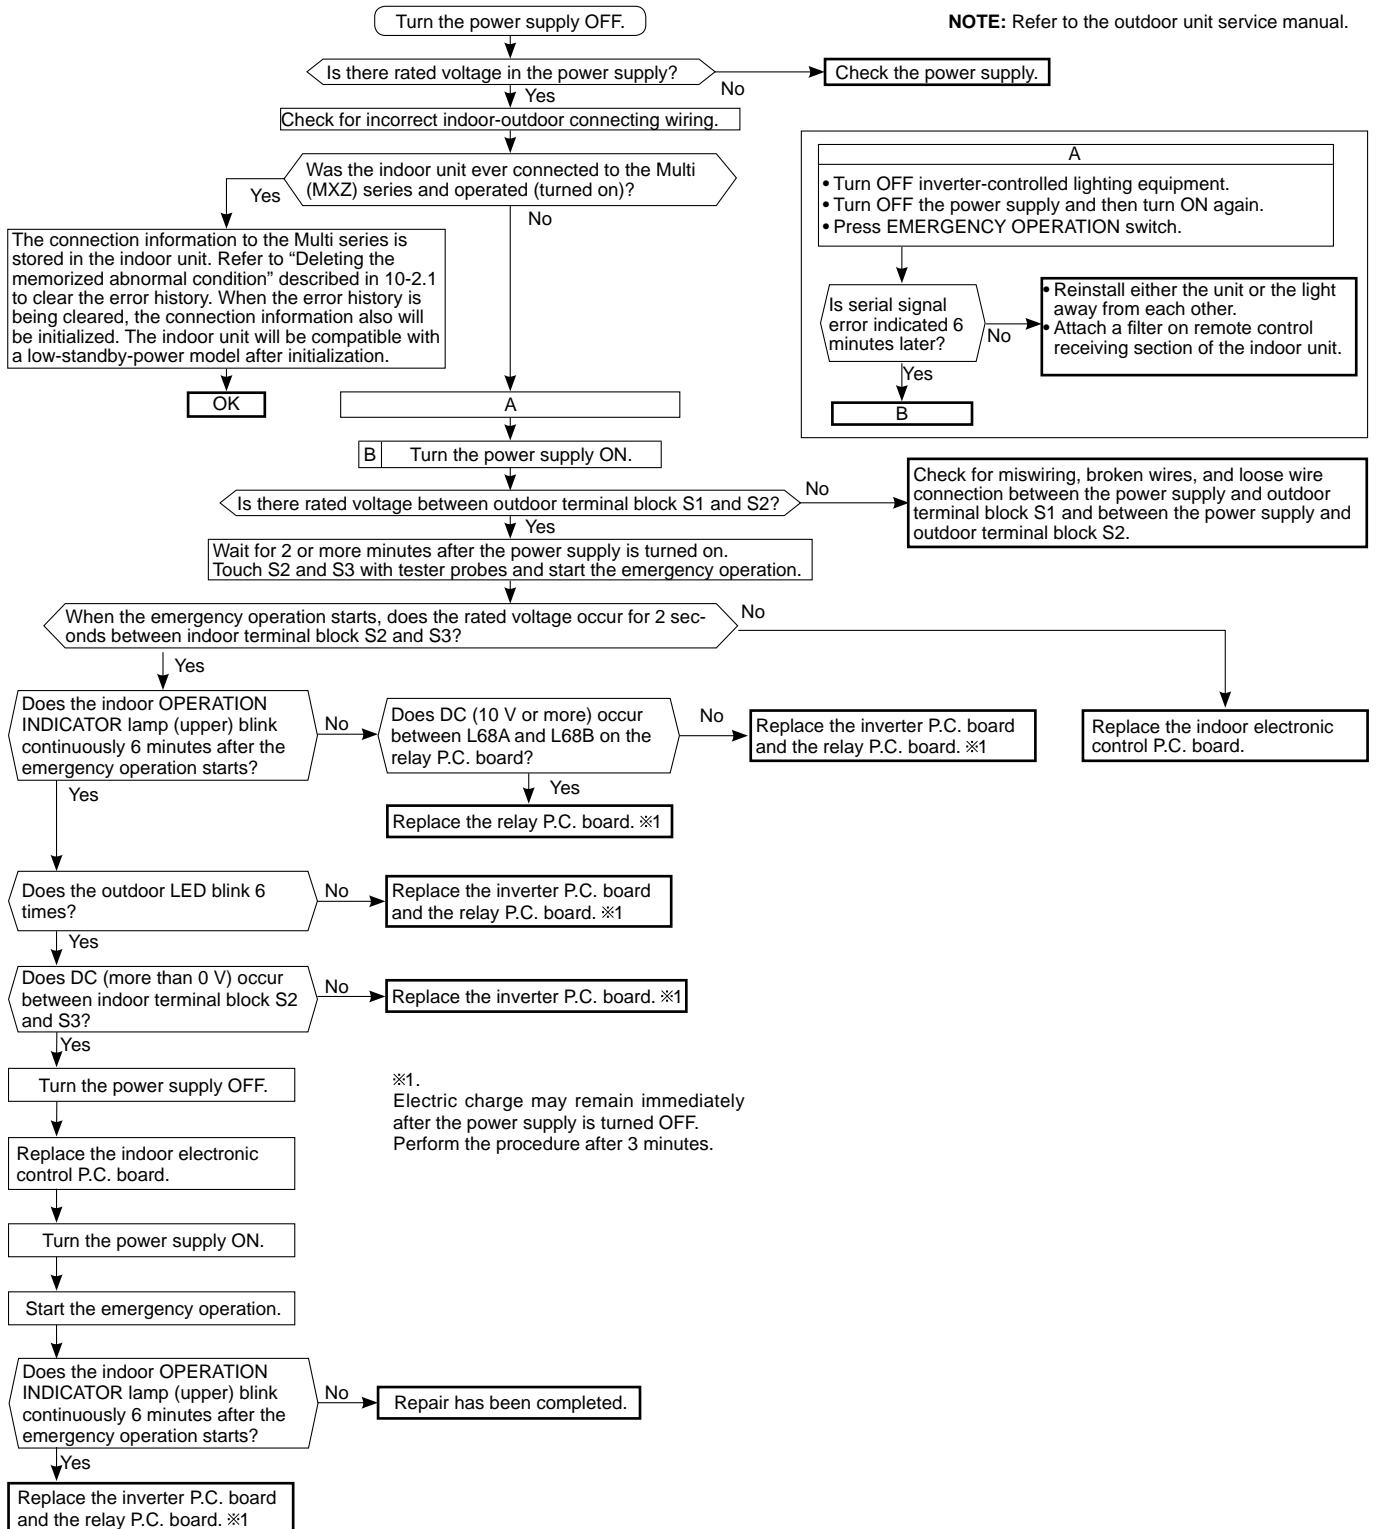 Turn the power supply OFF.
NOTE: Refer to the outdoor unit service manual.
Is there rated voltage in the power supply?
No
Check the power supply.
Yes
Check for incorrect indoor-outdoor connecting wiring.
Was the indoor unit ever connected to the Multi
(MXZ) series and operated (turned on)?
Yes
No
The connection information to the Multi series is
stored in the indoor unit. Refer to “Deleting the
memorized abnormal condition” described in 10-2.1
to clear the error history. When the error history is
being cleared, the connection information also will
be initialized. The indoor unit will be compatible with
a low-standby-power model after initialization.
OK
A
• Turn OFF inverter-controlled lighting equipment.
• Turn OFF the power supply and then turn ON again.
• Press EMERGENCY OPERATION switch.
Is serial signal
error indicated 6
minutes later?
No
• Reinstall either the unit or the light
away from each other.
• Attach a filter on remote control
receiving section of the indoor unit.
Yes
B
A
B Turn the power supply ON.
Is there rated voltage between outdoor terminal block S1 and S2?
No
Check for miswiring, broken wires, and loose wire
connection between the power supply and outdoor
terminal block S1 and between the power supply and
outdoor terminal block S2.
Yes
Wait for 2 or more minutes after the power supply is turned on.
Touch S2 and S3 with tester probes and start the emergency operation.
When the emergency operation starts, does the rated voltage occur for 2 sec-
onds between indoor terminal block S2 and S3?
No
Yes
Does the indoor OPERATION
INDICATOR lamp (upper) blink
continuously 6 minutes after the
emergency operation starts?
No
Does DC (10 V or more) occur
between L68A and L68B on the
relay P.C. board?
No
Replace the inverter P.C. board
and the relay P.C. board. ※1
Replace the indoor electronic
control P.C. board.
Yes
Yes
Replace the relay P.C. board. ※1
Does the outdoor LED blink 6
times?
No
Replace the inverter P.C. board
and the relay P.C. board. ※1
Yes
Does DC (more than 0 V) occur
between indoor terminal block S2
and S3?
No
Replace the inverter P.C. board. ※1
Yes
Turn the power supply OFF.
※1.
Electric charge may remain immediately
after the power supply is turned OFF.
Perform the procedure after 3 minutes.
Replace the indoor electronic
control P.C. board.
Turn the power supply ON.
Start the emergency operation.
Does the indoor OPERATION
INDICATOR lamp (upper) blink
continuously 6 minutes after the
emergency operation starts?
No
Repair has been completed.
Yes
Replace the inverter P.C. board
and the relay P.C. board. ※1